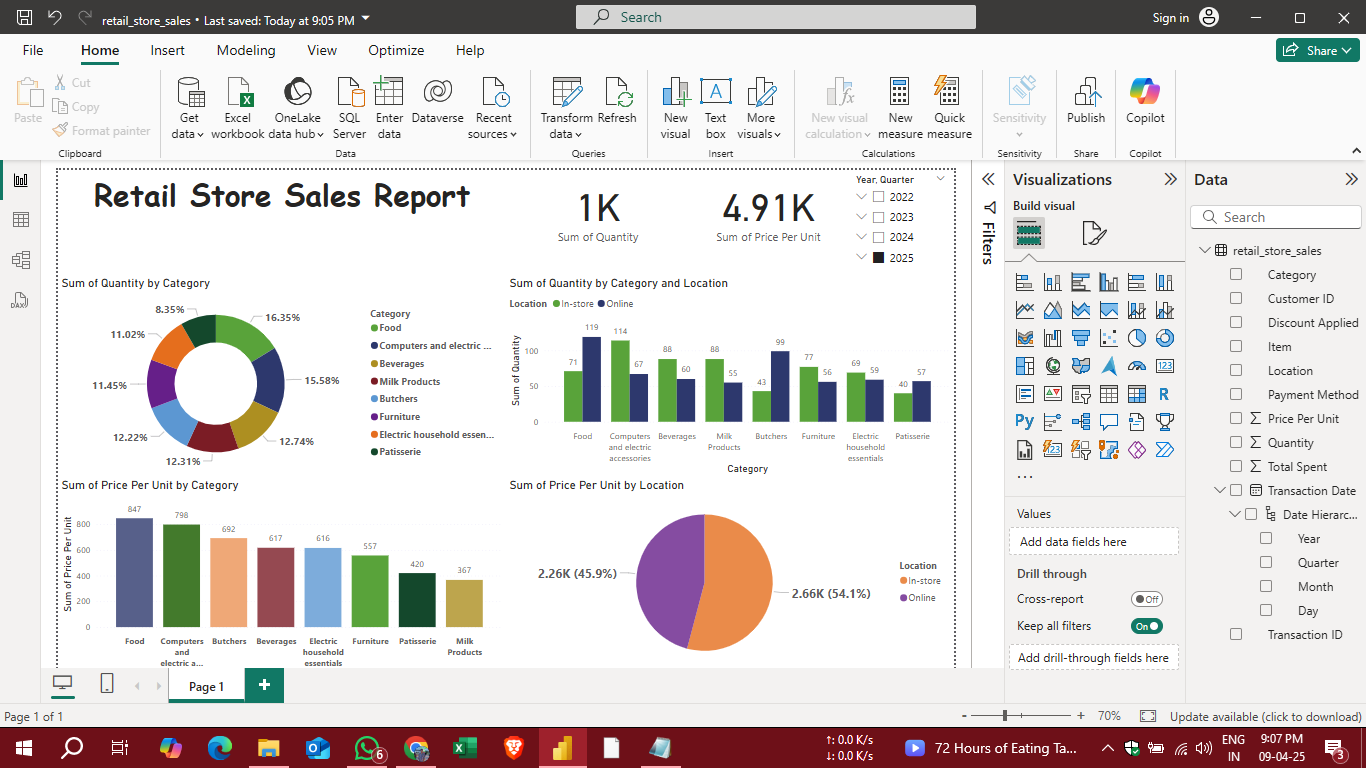 retail_store_sales • Last saved: Today at 9:05 PM
Search
Sign in
File Home Insert Modeling View Optimize Help
Share
Paste
Cut
Copy
Format painter
Clipboard
Get data
Excel workbook
OneLake data hub
SQL Server
Enter data
Dataverse
Recent sources
Data
Transform data
Refresh
Queries
New visual
Text box
More visuals
Insert
New visual calculation
New measure
Quick measure
Calculations
Sensitivity
Sensitivity
Publish
Share
Copilot
Copilot
Retail Store Sales Report
1K
Sum of Quantity
4.91K
Sum of Price Per Unit
Year, Quarter
2022
2023
2024
2025
Sum of Quantity by Category
16.35%
15.58%
12.74%
12.31%
12.22%
11.45%
11.02%
8.35%
Category
Food
Computers and electric ...
Beverages
Milk Products
Butchers
Furniture
Electric household essen...
Patisserie
Sum of Quantity by Category and Location
Location In-store Online
Sum of Quantity
100
50
0
71 119 114 67 88 60 88 55 43 99 77 56 69 59 40 57
Food
Computers and electric accessories
Beverages
Milk Products
Butchers
Furniture
Electric household essentials
Patisserie
Category
Sum of Price Per Unit by Category
Sum of Price Per Unit
800
600
400
200
0
847 798 692 617 616 557 420 367
Food
Computers and electric a...
Butchers
Beverages
Electric household essentials
Furniture
Patisserie
Milk Products
Sum of Price Per Unit by Location
2.26K (45.9%)
2.66K (54.1%)
Location
In-store
Online
Filters
Visualizations
Build visual
123
R
Py
123
...
Values
Add data fields here
Drill through
Cross-report
Off
Keep all filters
On
Add drill-through fields here
Data
Search
retail_store_sales
Category
Customer ID
Discount Applied
Item
Location
Payment Method
Price Per Unit
Quantity
Total Spent
Transaction Date
Date Hierarc...
Year
Quarter
Month
Day
Transaction ID
DAX
Page 1
+
Page 1 of 1
- + 70%
Update available (click to download)
6
↑: 0.0 K/s
↓: 0.0 K/s
72 Hours of Eating Ta...
ENG
IN
9:07 PM
09-04-25
3